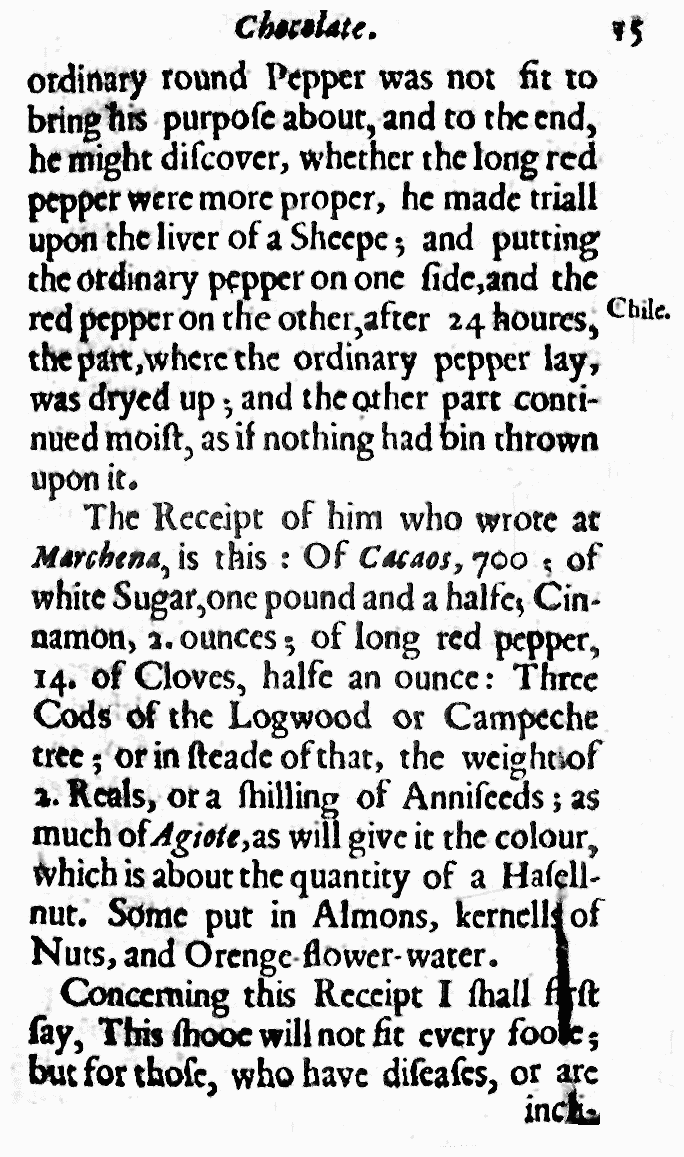 Chocolate. 15
ordinary round Pepper was not fit to
bring his purpoſe about, and to the end,
he might diſcover, whether the long red
pepper were more proper, he made triall
upon the liver of a Sheepe; and putting
the ordinary pepper on one ſide,and the
red pepper on the other,after 24 houres,
Chile.
the part,where the ordinary pepper lay,
was dryed up; and the other part conti-
nued moiſt, as if nothing had bin thrown
upon it.
The Receipt of him who wrote at
Marchena, is this : Of Cacaos, 700 ; of
white Sugar,one pound and a halfe; Cin-
namon, 2. ounces; of long red pepper,
14. of Cloves, halfe an ounce: Three
Cods of the Logwood or Campeche
tree; or in ſteade of that, the weight of
2. Reals, or a ſhilling of Anniſeeds; as
much of Agiote,as will give it the colour,
which is about the quantity of a Haſell-
nut. Some put in Almons, kernells of
Nuts, and Orenge-flower-water.
Concerning this Receipt I ſhall firſt
ſay, This ſhooe will not fit every foote;
but for thoſe, who have diſeaſes, or are
incli-